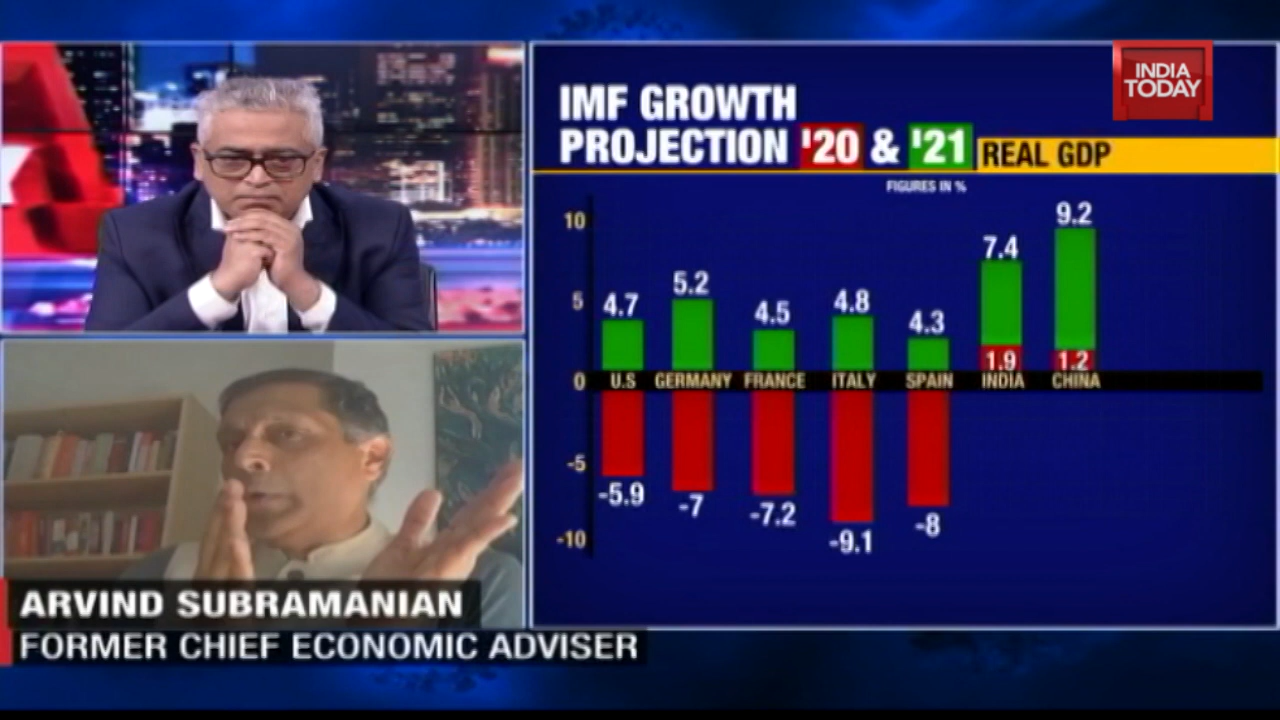 INDIA
TODAY
IMF GROWTH
PROJECTION '20 & '21
REAL GDP
FIGURES IN %
10
5
0
-5
-10
4.7
5.2
4.5
4.8
4.3
7.4
9.2
1.9
1.2
U.S GERMANY FRANCE ITALY SPAIN INDIA CHINA
-5.9
-7
-7.2
-9.1
-8
ARVIND SUBRAMANIAN
FORMER CHIEF ECONOMIC ADVISER